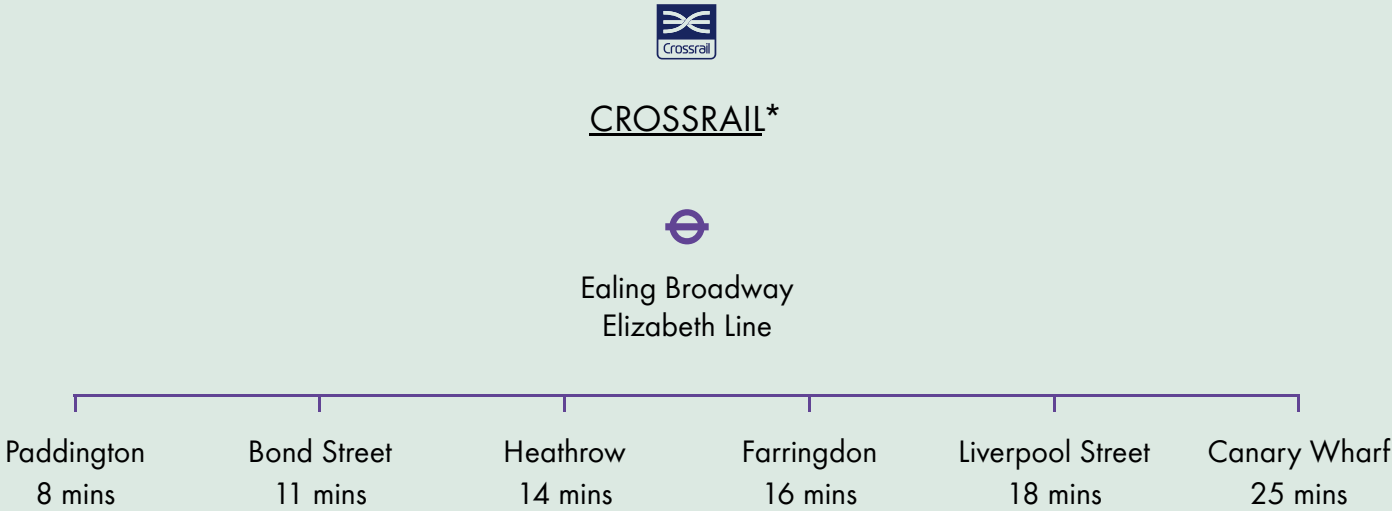 Crossrail
CROSSRAIL*
Ealing Broadway
Elizabeth Line
Paddington
8 mins
Bond Street
11 mins
Heathrow
14 mins
Farringdon
16 mins
Liverpool Street
18 mins
Canary Wharf
25 mins